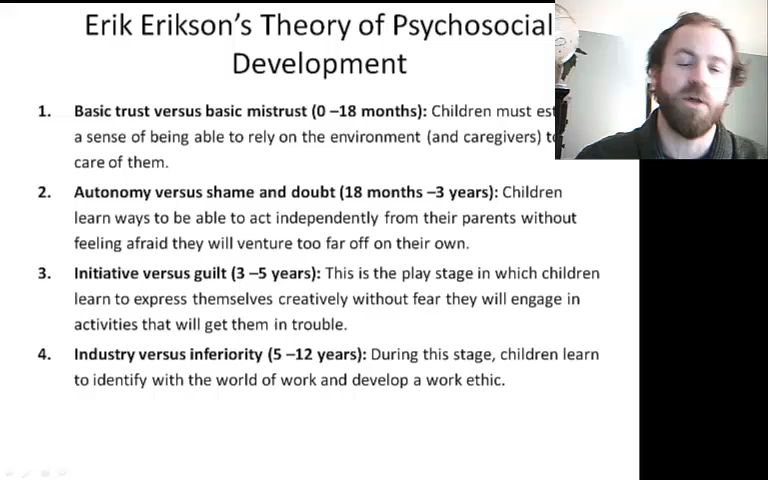 Erik Erikson's Theory of Psychosocial
Development
1. Basic trust versus basic mistrust (0 –18 months): Children must
a sense of being able to rely on the environment (and caregivers)
care of them.
2. Autonomy versus shame and doubt (18 months –3 years): Children
learn ways to be able to act independently from their parents without
feeling afraid they will venture too far off on their own.
3. Initiative versus guilt (3 –5 years): This is the play stage in which children
learn to express themselves creatively without fear they will engage in
activities that will get them in trouble.
4. Industry versus inferiority (5 –12 years): During this stage, children learn
to identify with the world of work and develop a work ethic.